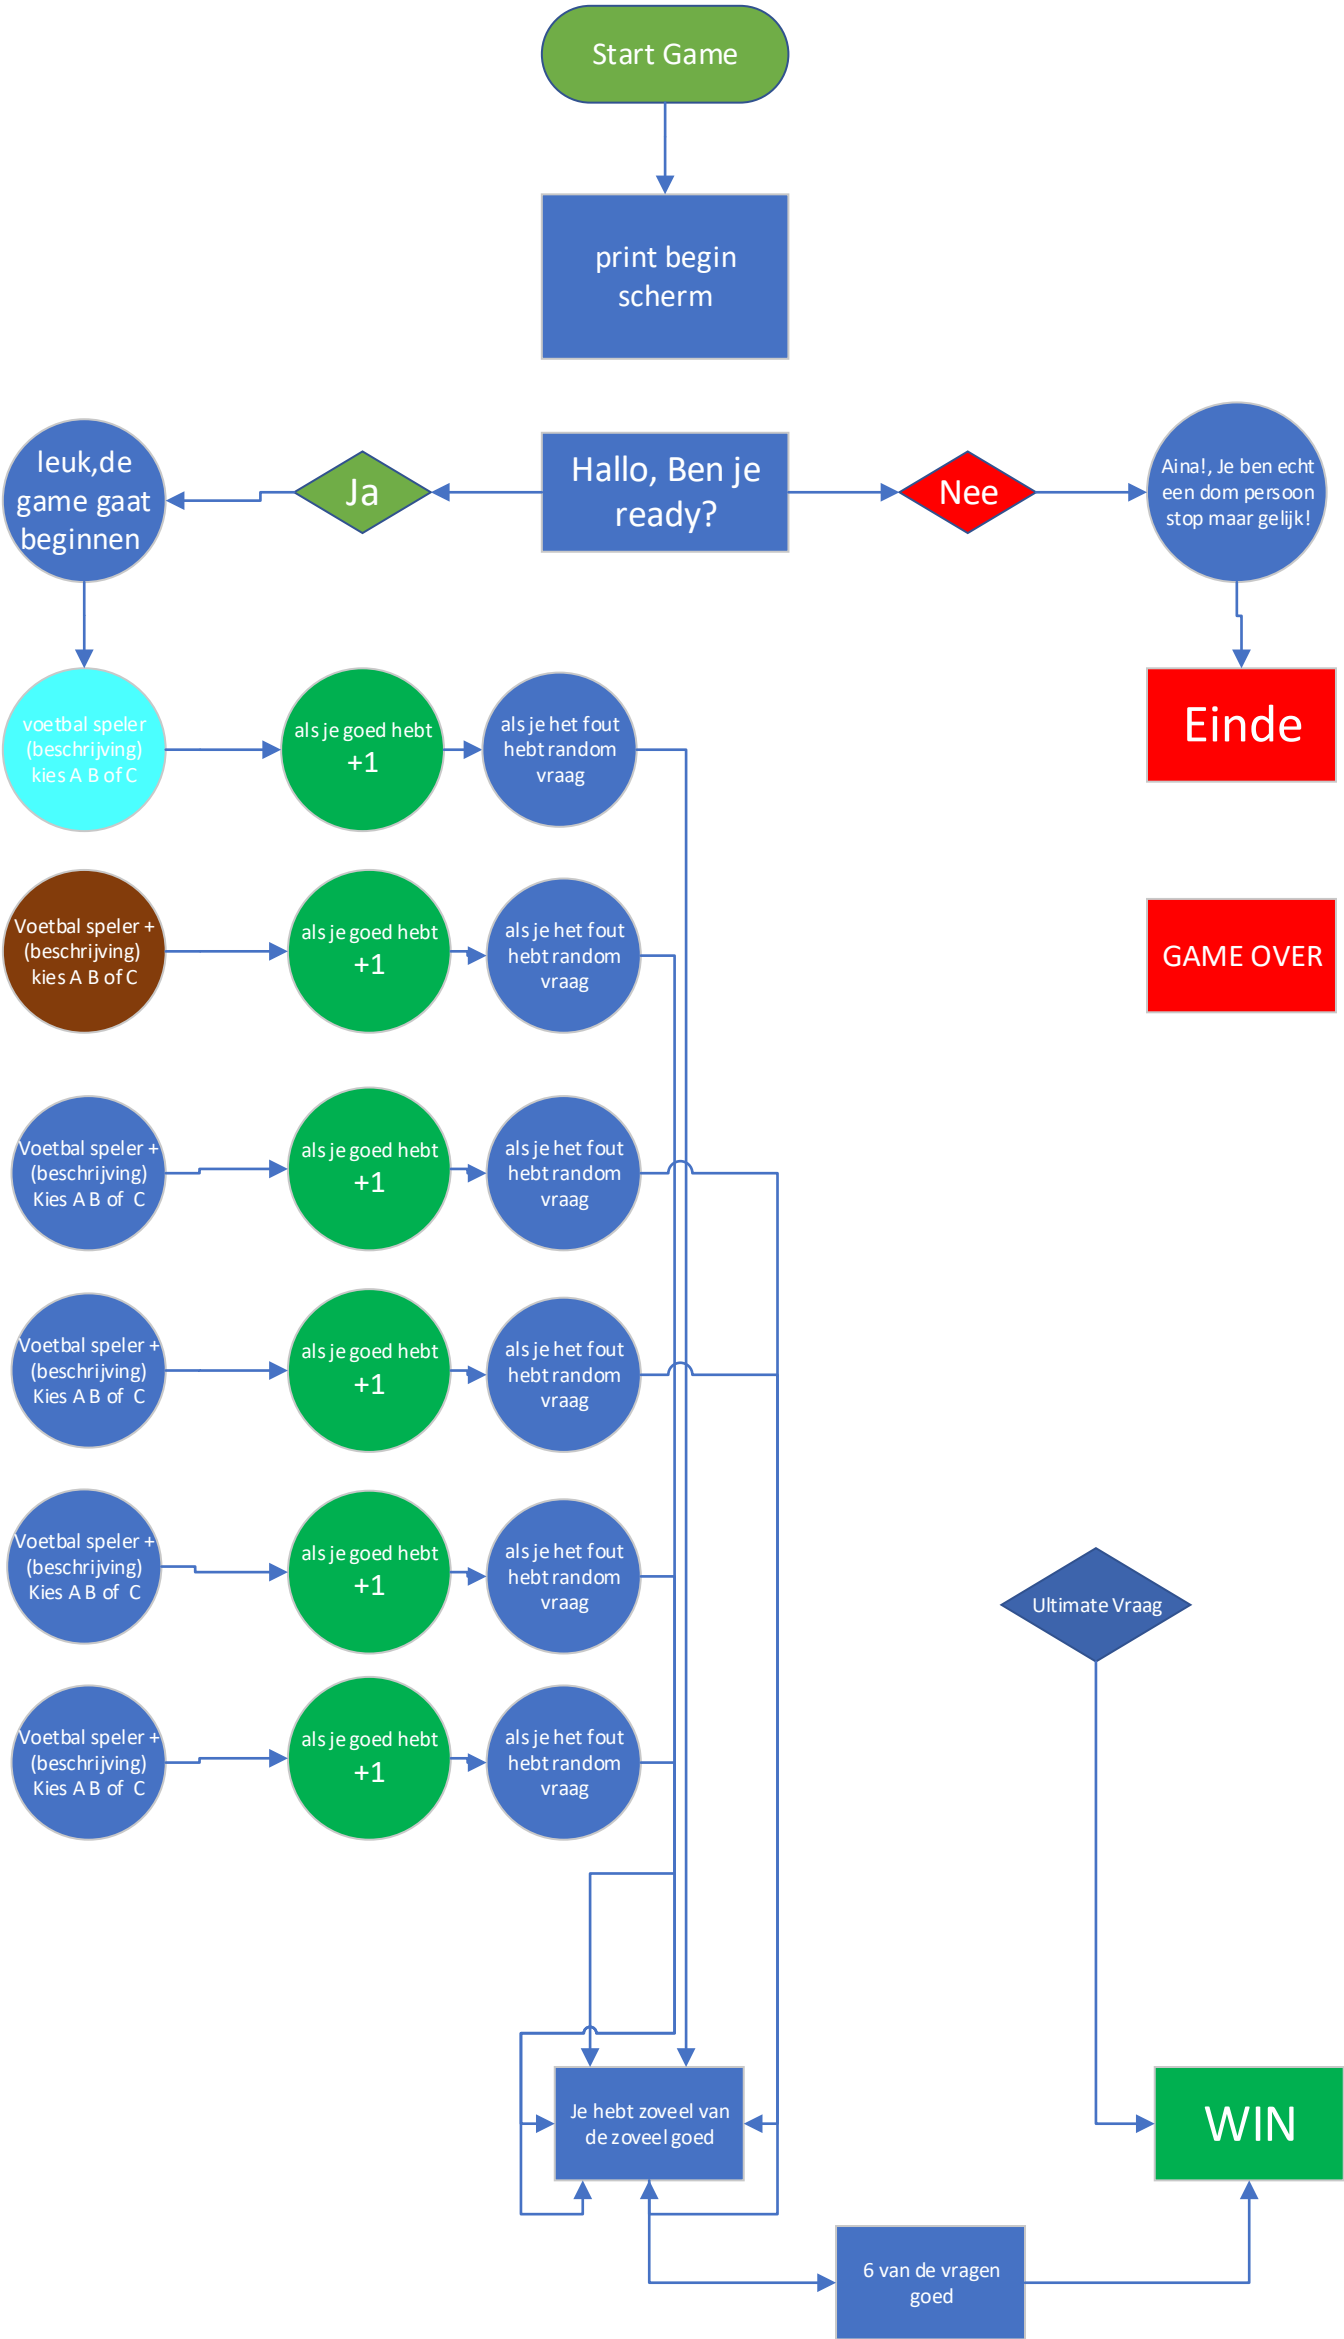 Start Game
print begin
scherm
leuk,de
game gaat
beginnen
Ja
Hallo, Ben je
ready?
Nee
Aina!, Je ben echt
een dom persoon
stop maar gelijk!
voetbal speler
(beschrijving)
kies A B of C
als je goed hebt
+1
als je het fout
hebt random
vraag
Einde
Voetbal speler +
(beschrijving)
kies A B of C
als je goed hebt
+1
als je het fout
hebt random
vraag
GAME OVER
Voetbal speler +
(beschrijving)
Kies A B of C
als je goed hebt
+1
als je het fout
hebt random
vraag
Voetbal speler +
(beschrijving)
Kies A B of C
als je goed hebt
+1
als je het fout
hebt random
vraag
Voetbal speler +
(beschrijving)
Kies A B of C
als je goed hebt
+1
als je het fout
hebt random
vraag
Ultimate Vraag
Voetbal speler +
(beschrijving)
Kies A B of C
als je goed hebt
+1
als je het fout
hebt random
vraag
Je hebt zoveel van
de zoveel goed
WIN
6 van de vragen
goed